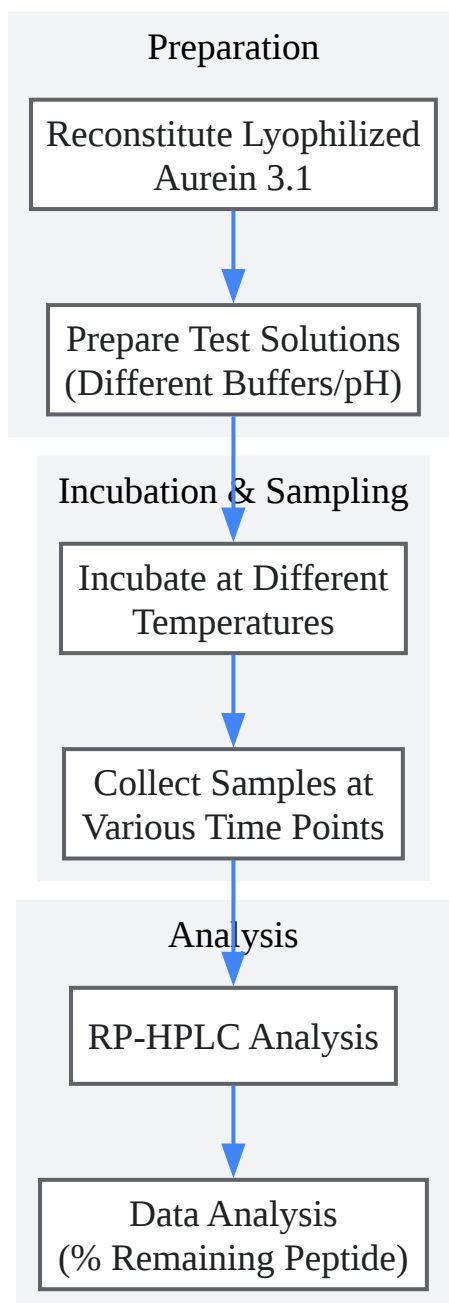 Preparation
Reconstitute Lyophilized
Aurein 3.1
Prepare Test Solutions
(Different Buffers/pH)
Incubation & Sampling
Incubate at Different
Temperatures
Collect Samples at
Various Time Points
Analysis
RP-HPLC Analysis
Data Analysis
(% Remaining Peptide)